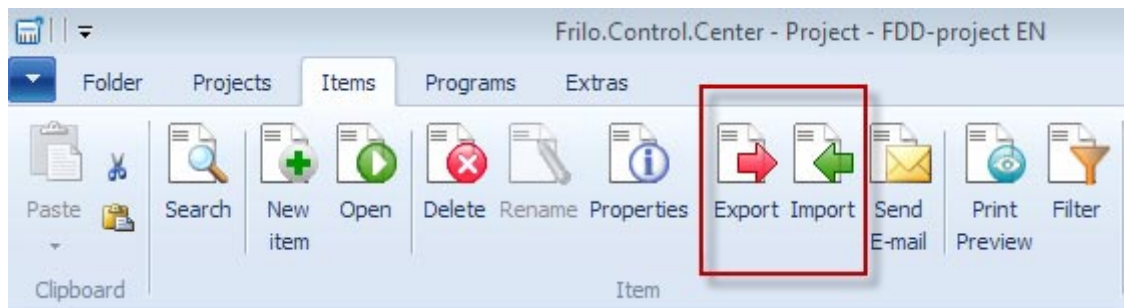 Frilo.Control.Center - Project - FDD-project EN
Folder Projects Items Programs Extras
Paste Search New Open Delete Rename Properties Export Import Send Print Filter
item E-mail Preview
Clipboard Item